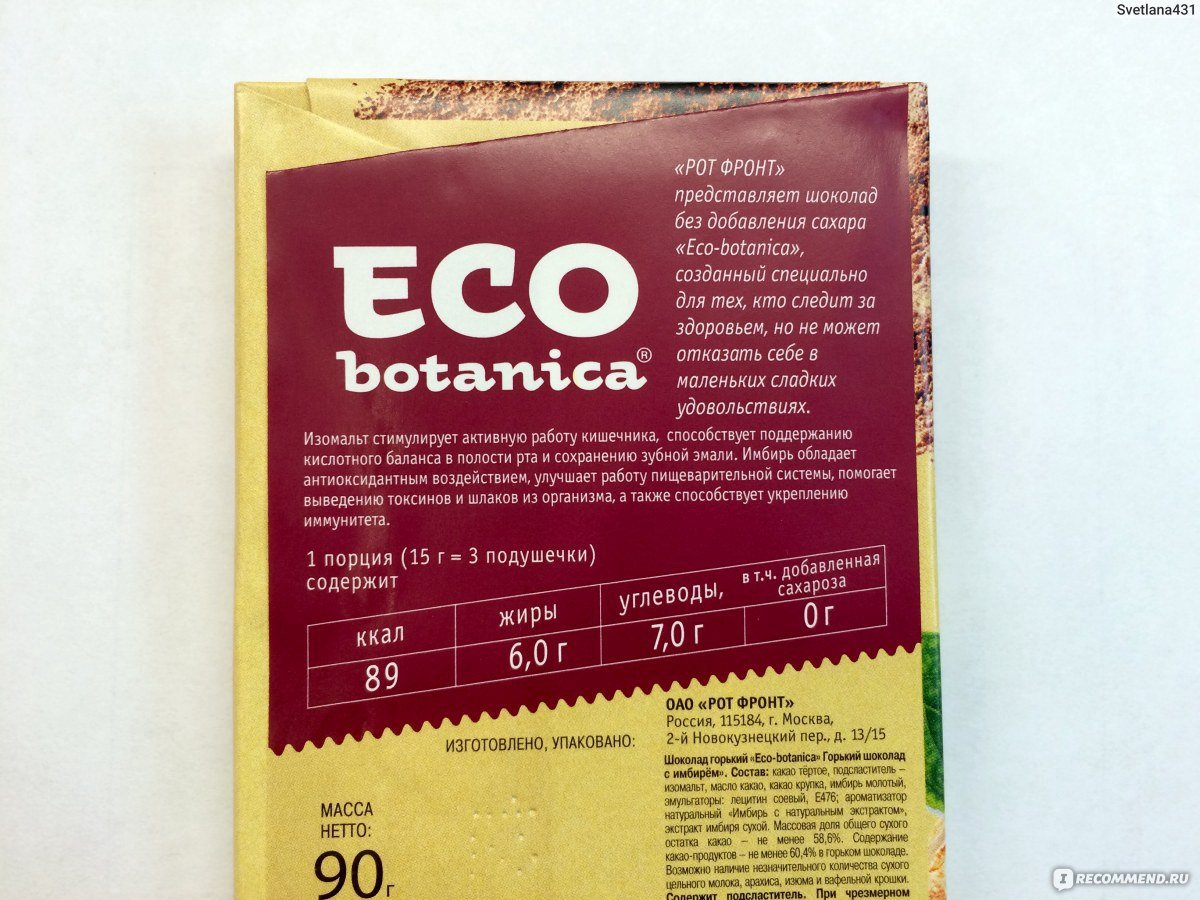 Svetlana431
«РОТ ФРОНТ»
представляет шоколад
без добавления сахара
«Eco-botanica»,
созданный специально
для тех, кто следит за
здоровьем, но не может
отказать себе в
маленьких сладких
удовольствиях.
ECO
botanica®
Изомальт стимулирует активную работу кишечника, способствует поддержанию
кислотного баланса в полости рта и сохранению зубной эмали. Имбирь обладает
антиоксидантным воздействием, улучшает работу пищеварительной системы, помогает
выведению токсинов и шлаков из организма, а также способствует укреплению
иммунитета.
1 порция (15 г = 3 подушечки)
содержит
ккал жиры углеводы, в т.ч. добавленная
сахароза
89 6,0 г 7,0 г 0 г
ИЗГОТОВЛЕНО, УПАКОВАНО:
МАССА
НЕТТО:
90 г
ОАО «РОТ ФРОНТ»
Россия, 115184, г. Москва,
2-й Новокузнецкий пер., д. 13/15
Шоколад горький «Eco-botanica» Горький шоколад
с имбирём». Состав: какао тёртое, подсластитель –
изомальт, масло какао, какао крупка, имбирь молотый,
эмульгаторы: лецитин соевый, Е476; ароматизатор
натуральный «Имбирь с натуральным экстрактом»,
экстракт имбиря сухой. Массовая доля общего сухого
остатка какао – не менее 58,6%. Содержание
какао-продуктов – не менее 60,4% в горьком шоколаде.
Возможно наличие незначительного количества сухого
цельного молока, арахиса, изюма и вафельной крошки.
Содержит подсластитель. При чрезмерном
IRECOMMEND.RU